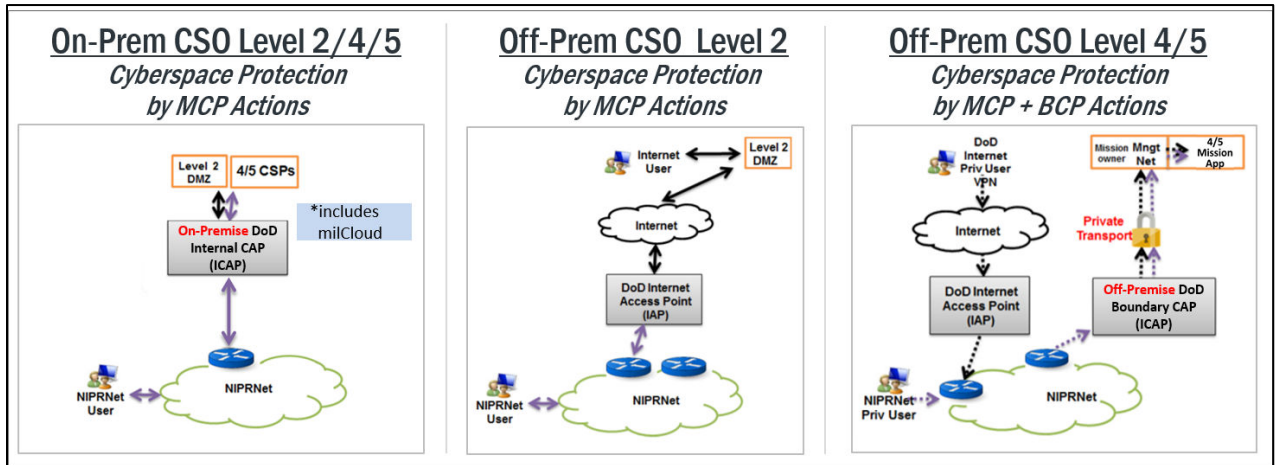 On-Prem CSO Level 2/4/5
Cyberspace Protection
by MCP Actions
Level 2
DMZ
4/5 CSPs
*includes
milCloud
On-Premise DoD
Internal CAP
(ICAP)
NIPRNet
NIPRNet
User
Off-Prem CSO Level 2
Cyberspace Protection
by MCP Actions
Internet
User
Level 2
DMZ
Internet
DoD Internet
Access Point
(IAP)
NIPRNet
NIPRNet
User
Off-Prem CSO Level 4/5
Cyberspace Protection
by MCP + BCP Actions
DoD
Internet
Priv User
VPN
Mission
owner
Mngt
Net
4/5
Mission
App
Internet
Private
Transport
DoD Internet
Access Point
(IAP)
Off-Premise DoD
Boundary CAP
(ICAP)
NIPRNet
NIPRNet
Priv User